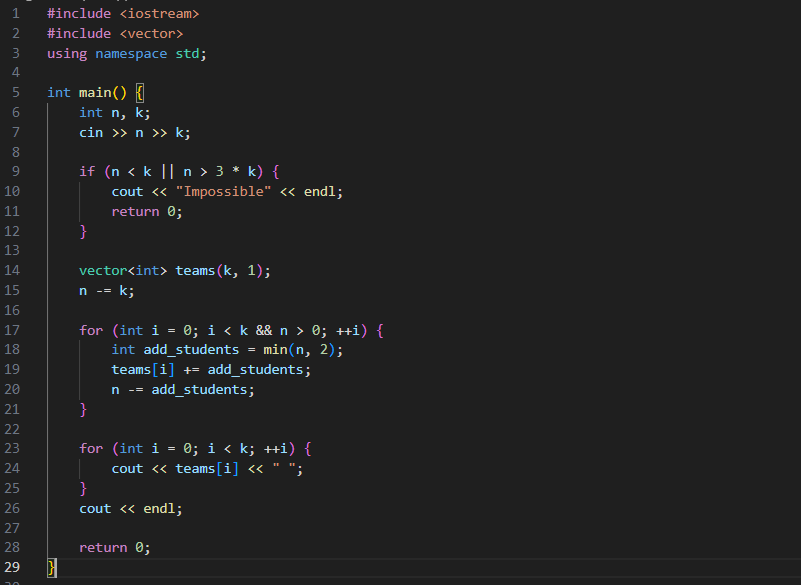 1 #include <iostream>
2 #include <vector>
3 using namespace std;
4
5 int main() {
6     int n, k;
7     cin >> n >> k;
8
9     if (n < k || n > 3 * k) {
10         cout << "Impossible" << endl;
11         return 0;
12     }
13
14     vector<int> teams(k, 1);
15     n -= k;
16
17     for (int i = 0; i < k && n > 0; ++i) {
18         int add_students = min(n, 2);
19         teams[i] += add_students;
20         n -= add_students;
21     }
22
23     for (int i = 0; i < k; ++i) {
24         cout << teams[i] << " ";
25     }
26     cout << endl;
27
28     return 0;
29 }